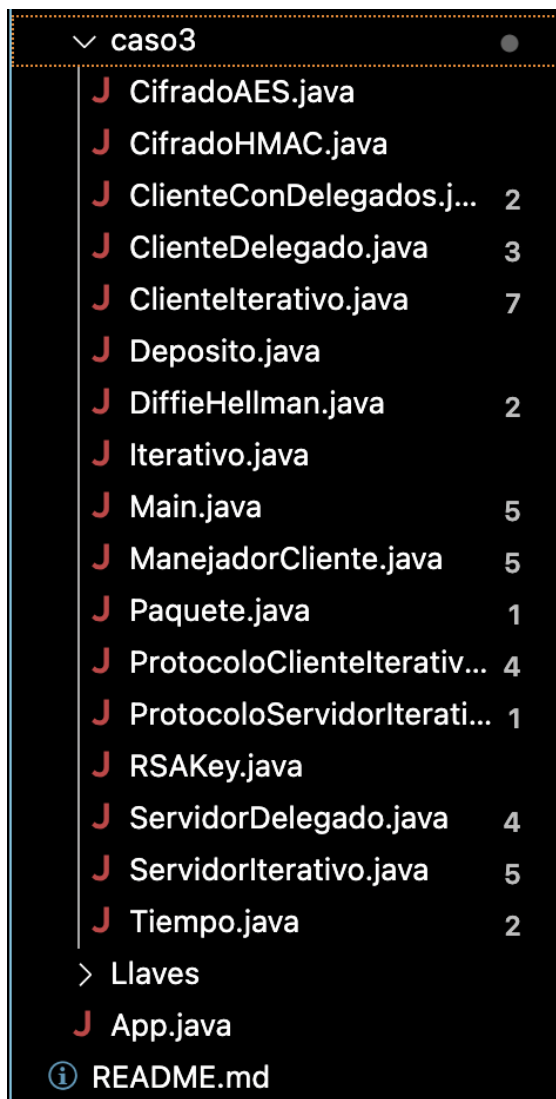 caso3
J CifradoAES.java
J CifradoHMAC.java
J ClienteConDelegados.j... 2
J ClienteDelegado.java 3
J ClienteIterativo.java 7
J Deposito.java
J DiffieHellman.java 2
J Iterativo.java
J Main.java 5
J ManejadorCliente.java 5
J Paquete.java 1
J ProtocoloClienteIterativ... 4
J ProtocoloServidorIterati... 1
J RSAKey.java
J ServidorDelegado.java 4
J ServidorIterativo.java 5
J Tiempo.java 2
Llaves
J App.java
README.md